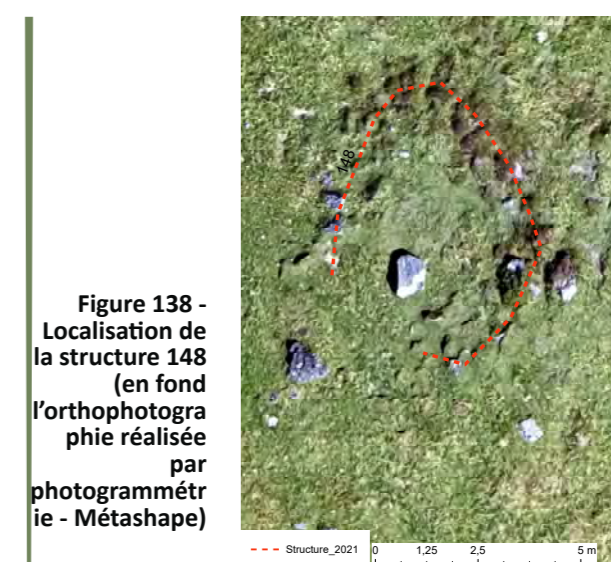 Figure 138 -
Localisation de
la structure 148
(en fond
l'orthophotogra
phie réalisée
par
photogrammétr
ie - Métashape)
148
Structure_2021
0 1,25 2,5 5 m